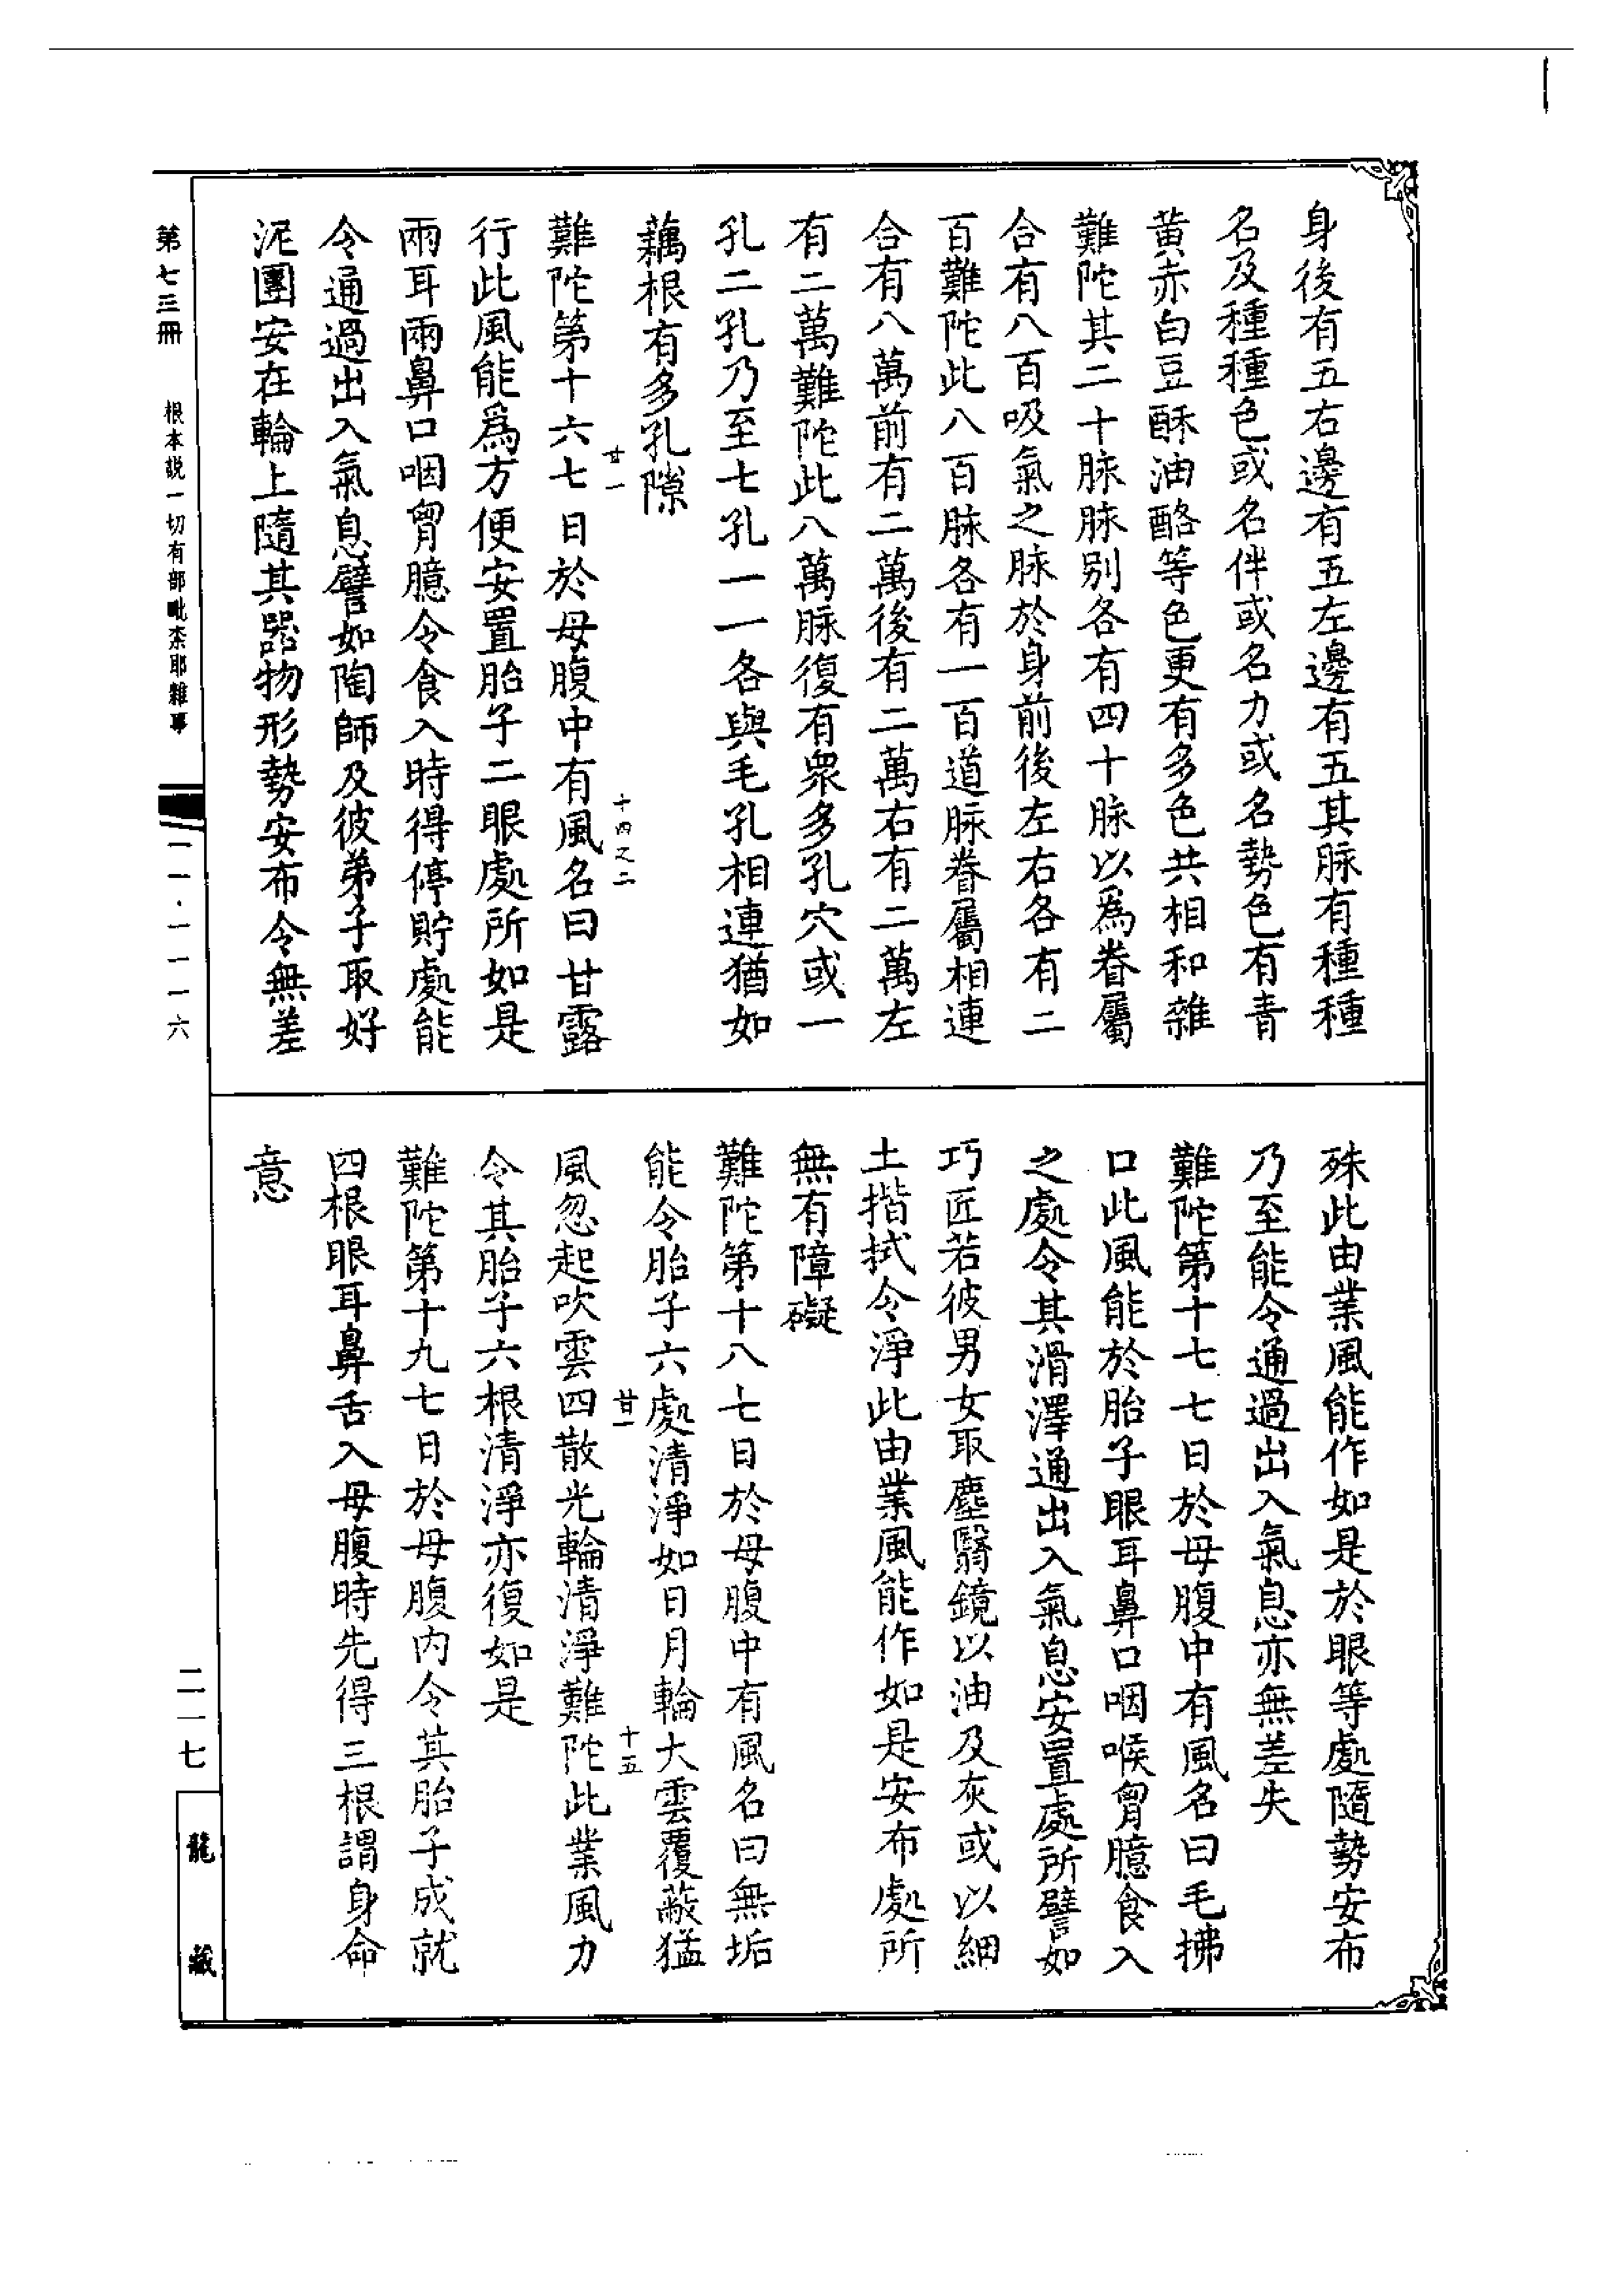 身後有五右邊有五左邊有五其脉有種種
名及種種色或名伴或名力或名勢色有青
黄赤白豆酥油酪等色更有多色共相和雜
難陀其二十脉脉别各有四十脉以爲眷屬
合有八百吸氣之脉於身前後左右各有二
百難陀此八百脉各有一百道脉眷屬相連
合有八萬前有二萬後有二萬右有二萬左
有二萬難陀此八萬脉復有衆多孔穴或一
孔二孔乃至七孔一一各與毛孔相連猶如
藕根有多孔隙
廿一
十四之二
難陀第十六七日於母腹中有風名曰甘露
行此風能爲方便安置胎子二眼處所如是
兩耳兩鼻口咽胷臆令食入時得停貯處能
令通過出入氣息譬如陶師及彼弟子取好
泥團安在輪上隨其器物形勢安布令無差
殊此由業風能作如是於眼等處隨勢安布
乃至能令通過出入氣息亦無差失
難陀第十七七日於母腹中有風名曰毛拂
口此風能於胎子眼耳鼻口咽喉胷臆食入
之處令其滑澤通出入氣息安置處所譬如
巧匠若彼男女取塵翳鏡以油及灰或以細
土揩拭令淨此由業風能作如是安布處所
無有障礙
難陀第十八七日於母腹中有風名曰無垢
能令胎子六處清淨如日月輪大雲覆蔽猛
廿一
十五
風忽起吹雲四散光輪清淨難陀此業風力
令其胎子六根清淨亦復如是
難陀第十九七日於母腹内令其胎子成就
四根眼耳鼻舌入母腹時先得三根謂身命
意
第七三冊
根本説一切有部毗柰耶雜事
一一·一一一六
二一七
龍藏